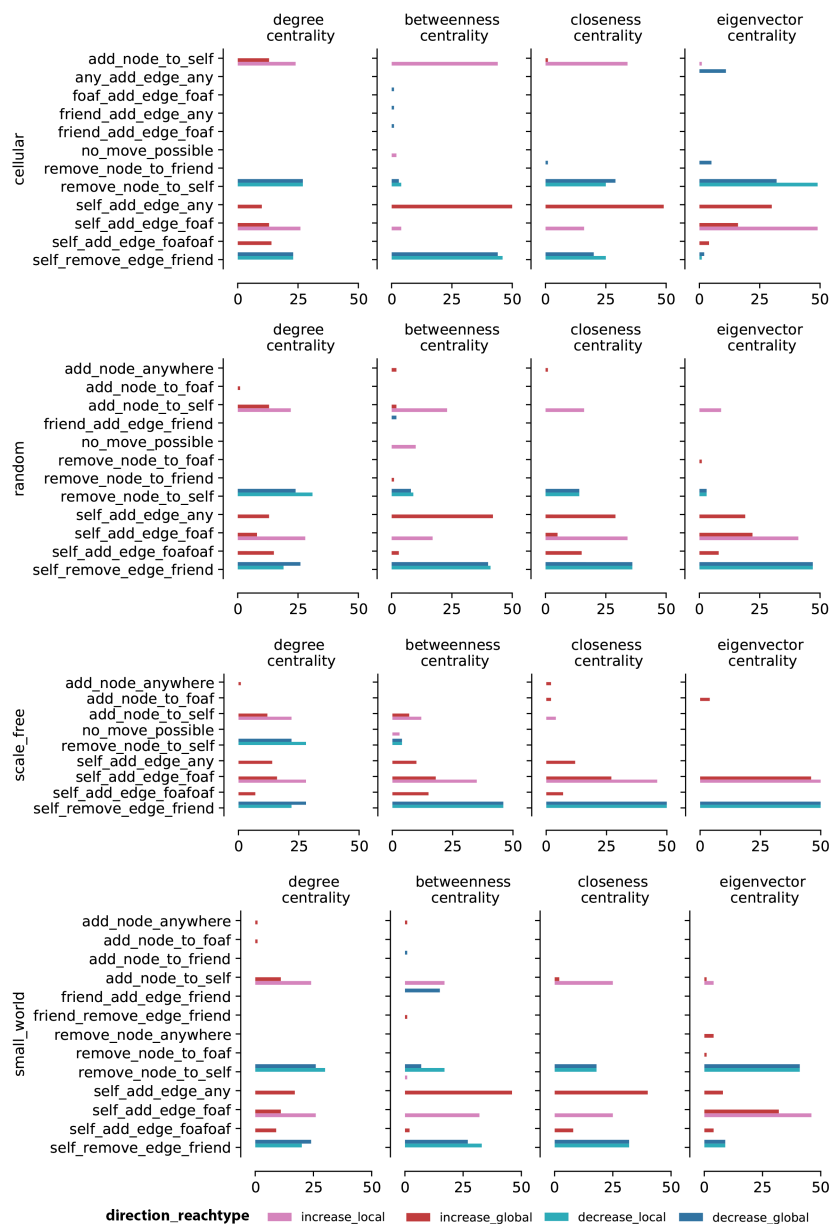 degree centrality
betweenness centrality
closeness centrality
eigenvector centrality
cellular
add_node_to_self
any_add_edge_any
foaf_add_edge_foaf
friend_add_edge_any
friend_add_edge_foaf
no_move_possible
remove_node_to_friend
remove_node_to_self
self_add_edge_any
self_add_edge_foaf
self_add_edge_foafoaf
self_remove_edge_friend
0 25 50 0 25 50 0 25 50 0 25 50
degree centrality
betweenness centrality
closeness centrality
eigenvector centrality
random
add_node_anywhere
add_node_to_foaf
add_node_to_self
friend_add_edge_friend
no_move_possible
remove_node_to_foaf
remove_node_to_friend
remove_node_to_self
self_add_edge_any
self_add_edge_foaf
self_add_edge_foafoaf
self_remove_edge_friend
0 25 50 0 25 50 0 25 50 0 25 50
degree centrality
betweenness centrality
closeness centrality
eigenvector centrality
scale_free
add_node_anywhere
add_node_to_foaf
add_node_to_self
no_move_possible
remove_node_to_self
self_add_edge_any
self_add_edge_foaf
self_add_edge_foafoaf
self_remove_edge_friend
0 25 50 0 25 50 0 25 50 0 25 50
degree centrality
betweenness centrality
closeness centrality
eigenvector centrality
small_world
add_node_anywhere
add_node_to_foaf
add_node_to_friend
add_node_to_self
friend_add_edge_friend
friend_remove_edge_friend
remove_node_anywhere
remove_node_to_foaf
remove_node_to_self
self_add_edge_any
self_add_edge_foaf
self_add_edge_foafoaf
self_remove_edge_friend
0 25 50 0 25 50 0 25 50 0 25 50
direction_reachtype increase_local increase_global decrease_local decrease_global